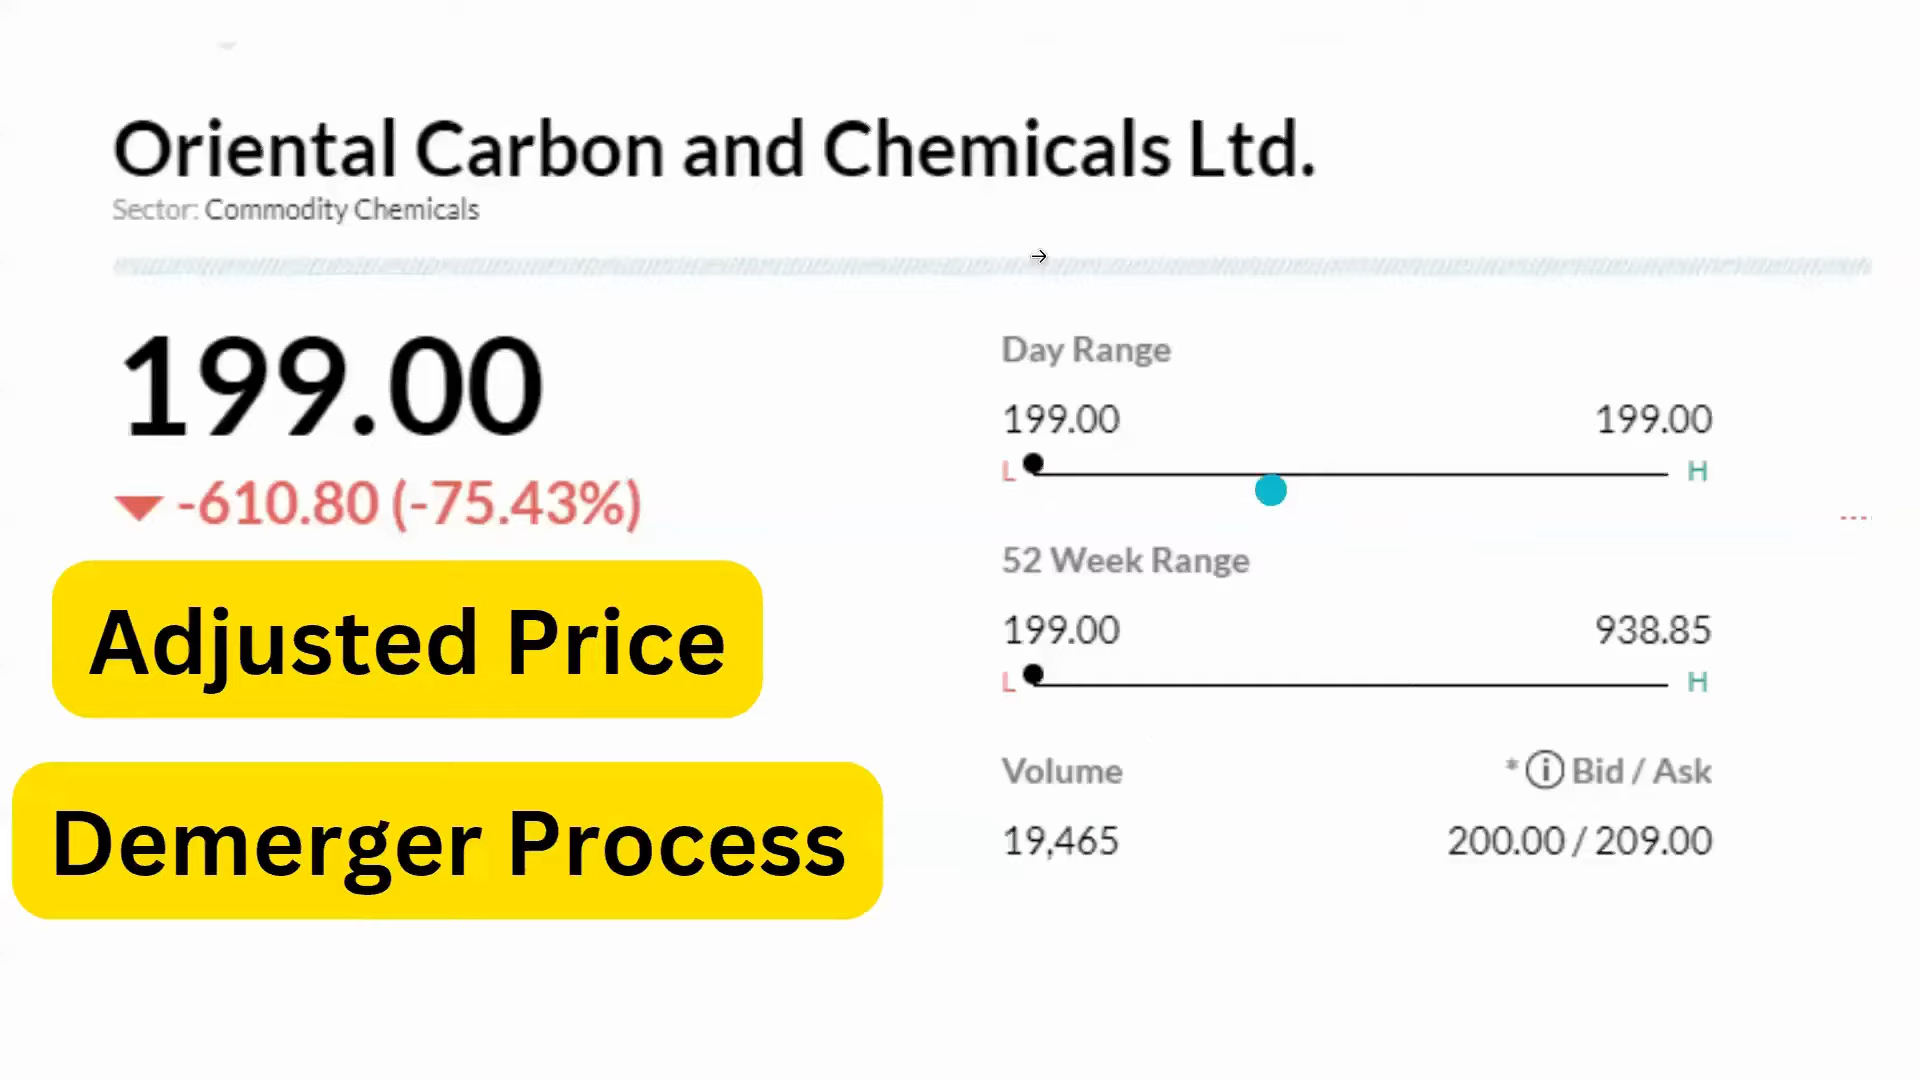 Oriental Carbon and Chemicals Ltd.
Sector: Commodity Chemicals
199.00
-610.80 (-75.43%)
Adjusted Price
Demerger Process
Day Range
199.00 199.00
L H
52 Week Range
199.00 938.85
L H
Volume * i Bid / Ask
19,465 200.00 / 209.00